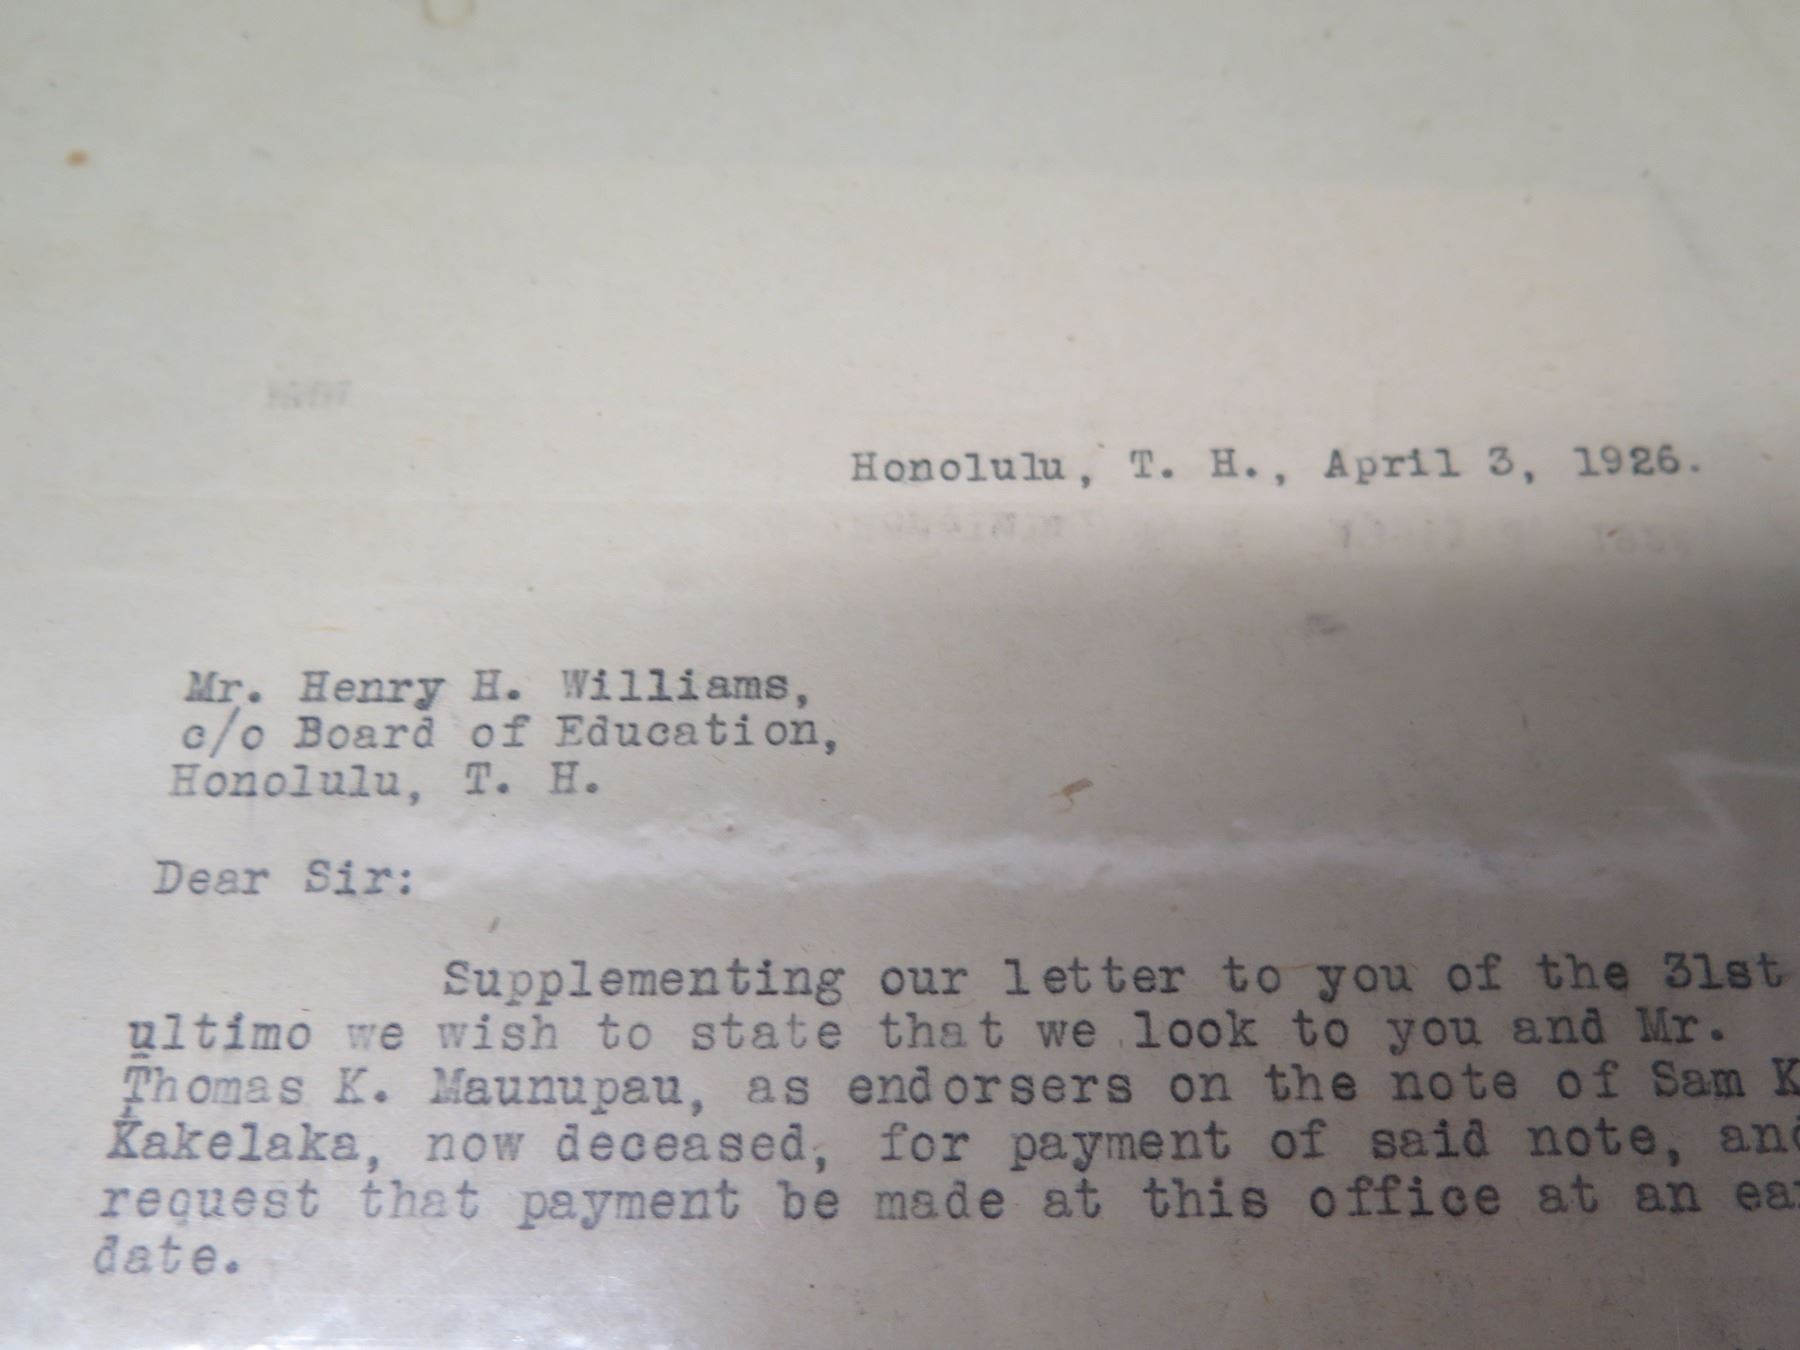 Honolulu, T. H., April 3, 1926.
Mr. Henry H. Williams,
c/o Board of Education,
Honolulu, T. H.
Dear Sir:
Supplementing our letter to you of the 31st
ultimo we wish to state that we look to you and Mr.
Thomas K. Maunupau, as endorsers on the note of Sam K
Kakelaka, now deceased, for payment of said note, and
request that payment be made at this office at an ea
date.